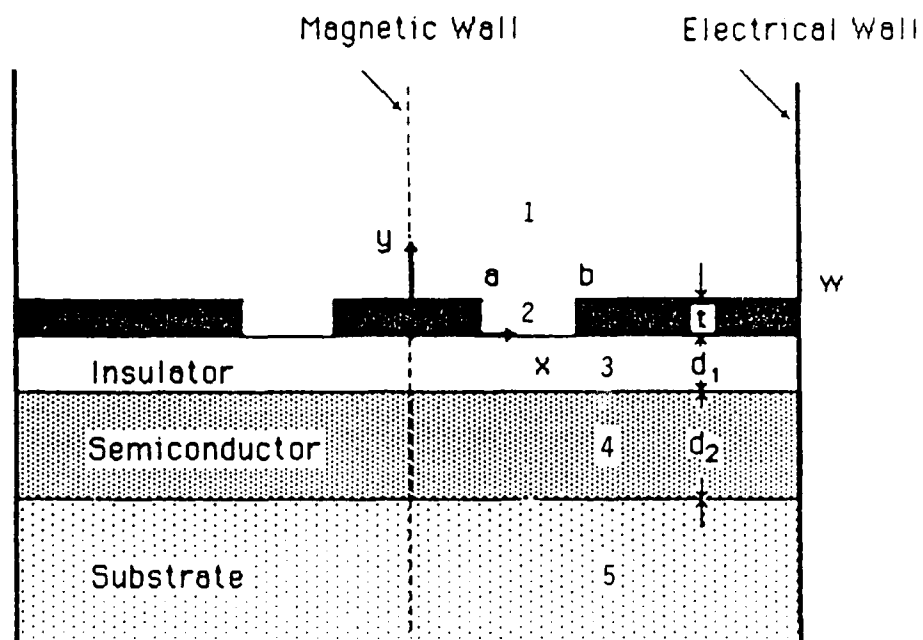 Magnetic Wall
Electrical Wall
1
y
a
b
w
2
t
x
Insulator
3
d₁
Semiconductor
4
d₂
Substrate
5